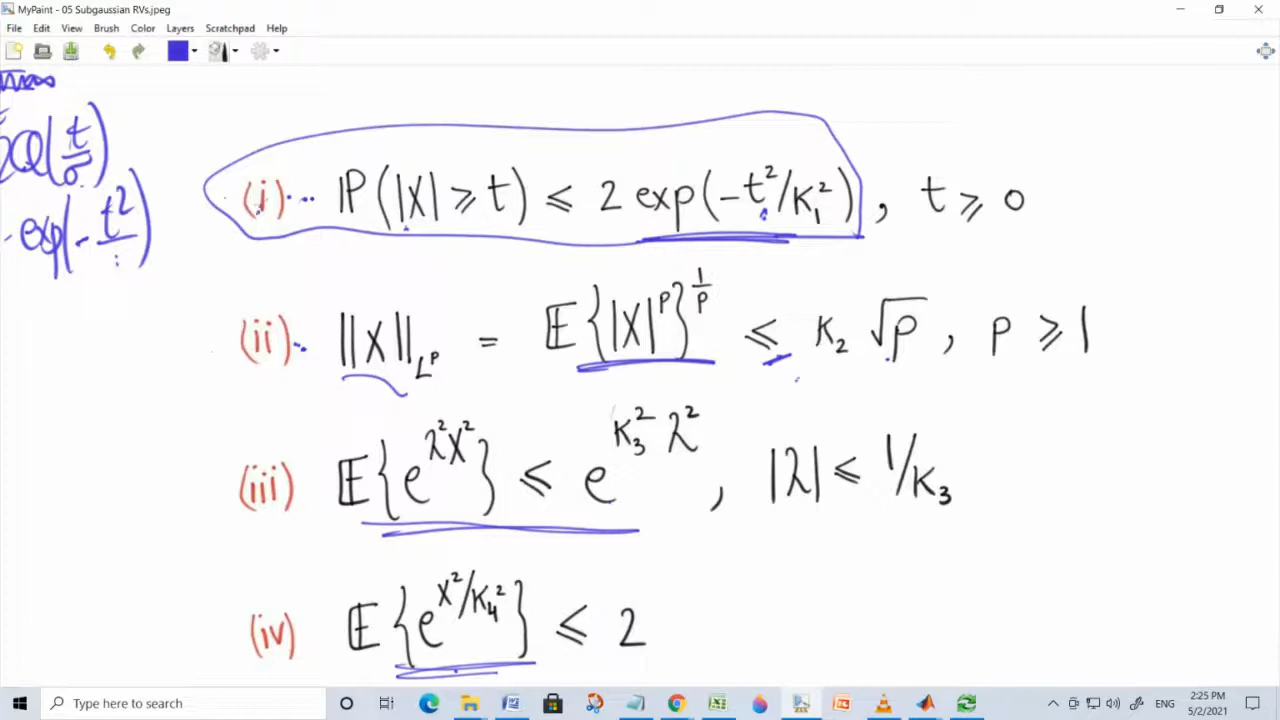 MyPaint - 05 Subgaussian RVs.jpeg
File Edit View Brush Color Layers Scratchpad Help
Q(t/σ)
exp(-t²/
(i) ℙ(|X| ≥ t) ≤ 2 exp(-t²/K₁²), t ≥ 0
(ii) ‖X‖_{L^p} = 𝔼{|X|^p}^{1/p} ≤ K₂ √p, p ≥ 1
(iii) 𝔼{e^{λ²X²}} ≤ e^{K₃²λ²}, |λ| ≤ 1/K₃
(iv) 𝔼{e^{X²/K₄²}} ≤ 2
Type here to search
ENG
2:25 PM
5/2/2021